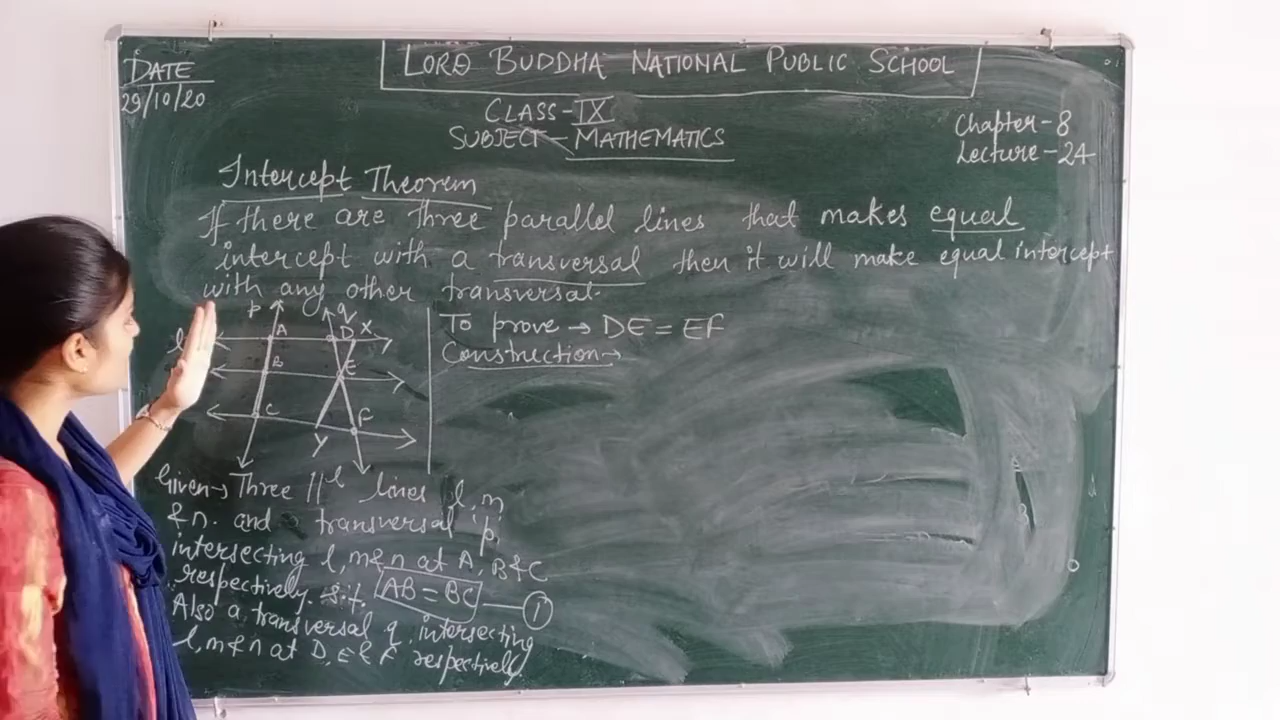 DATE
29/10/20
LORD BUDDHA NATIONAL PUBLIC SCHOOL
CLASS-IX
SUBJECT - MATHEMATICS
Chapter-8
Lecture-24
Intercept Theorem
If there are three parallel lines that makes equal
intercept with a transversal then it will make equal intercept
with any other transversal.
p q
l A D X
B E
C F
Y
To prove → DE = EF
Construction→
Given→ Three ||el lines l, m
& n. and transversal 'p'
intersecting l, m & n at A, B & C
respectively. s.t. AB = BC — ①
Also a transversal q intersecting
l, m & n at D, E & F respectively.